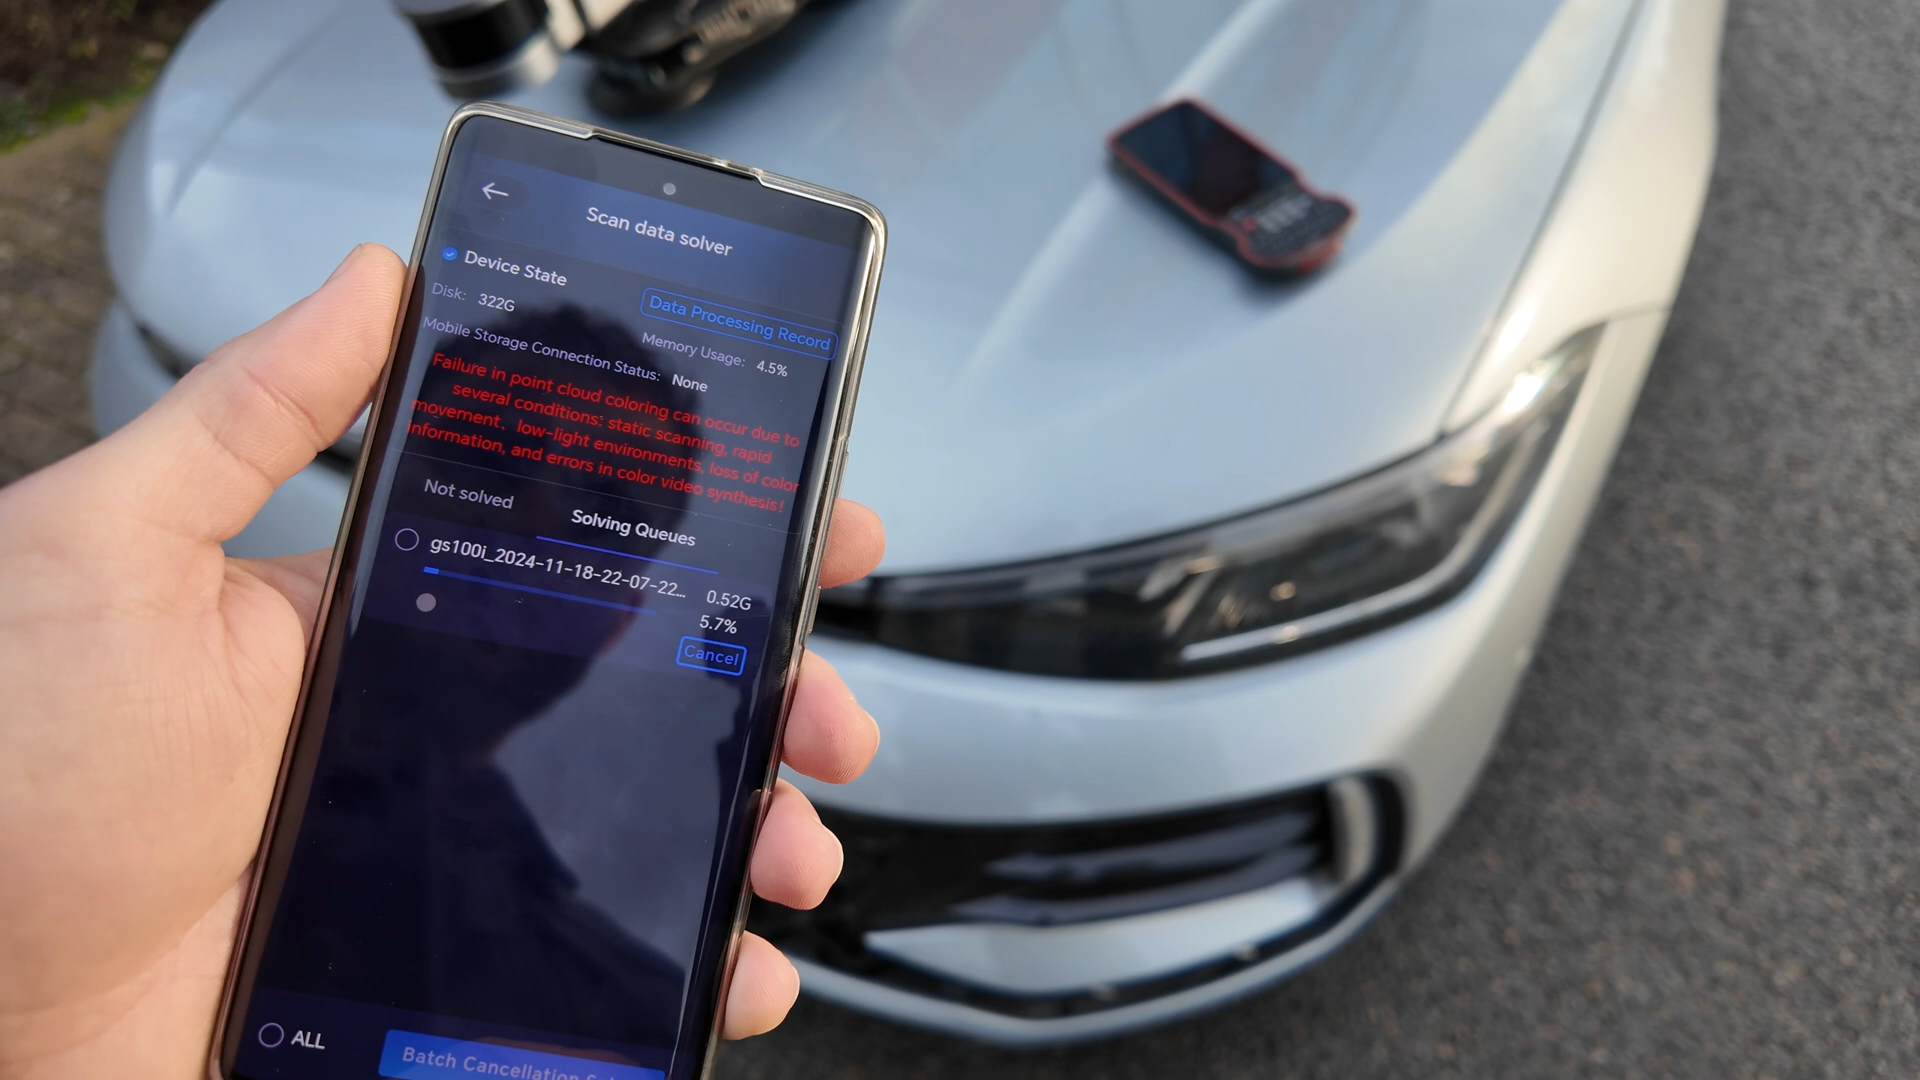 Scan data solver
Device State
Data Processing Record
Disk: 322G
Memory Usage: 4.5%
Mobile Storage Connection Status: None
Failure in point cloud coloring can occur due to
several conditions: static scanning, rapid
movement、low-light environments, loss of color
information, and errors in color video synthesis!
Not solved
Solving Queues
gs100i_2024-11-18-22-07-22...
0.52G
5.7%
Cancel
ALL
Batch Cancellation